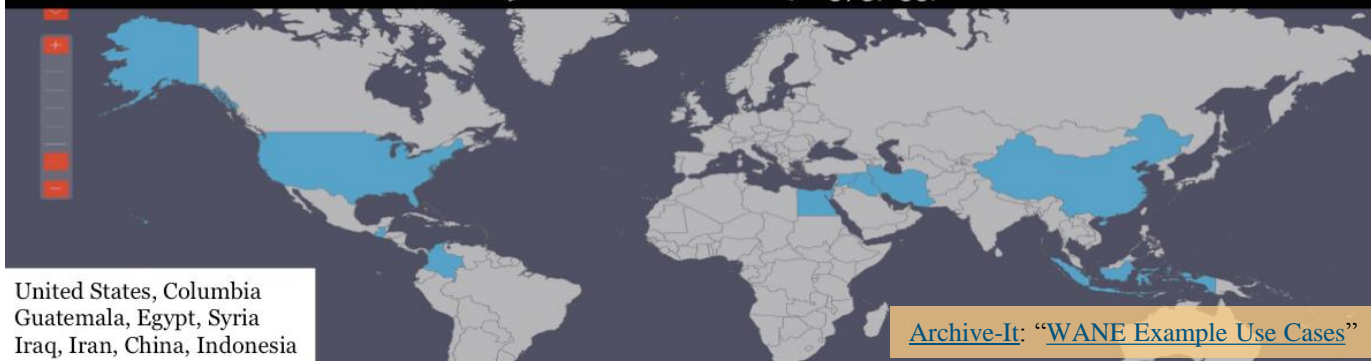 United States, Columbia
Guatemala, Egypt, Syria
Iraq, Iran, China, Indonesia
Archive-It: “WANE Example Use Cases”